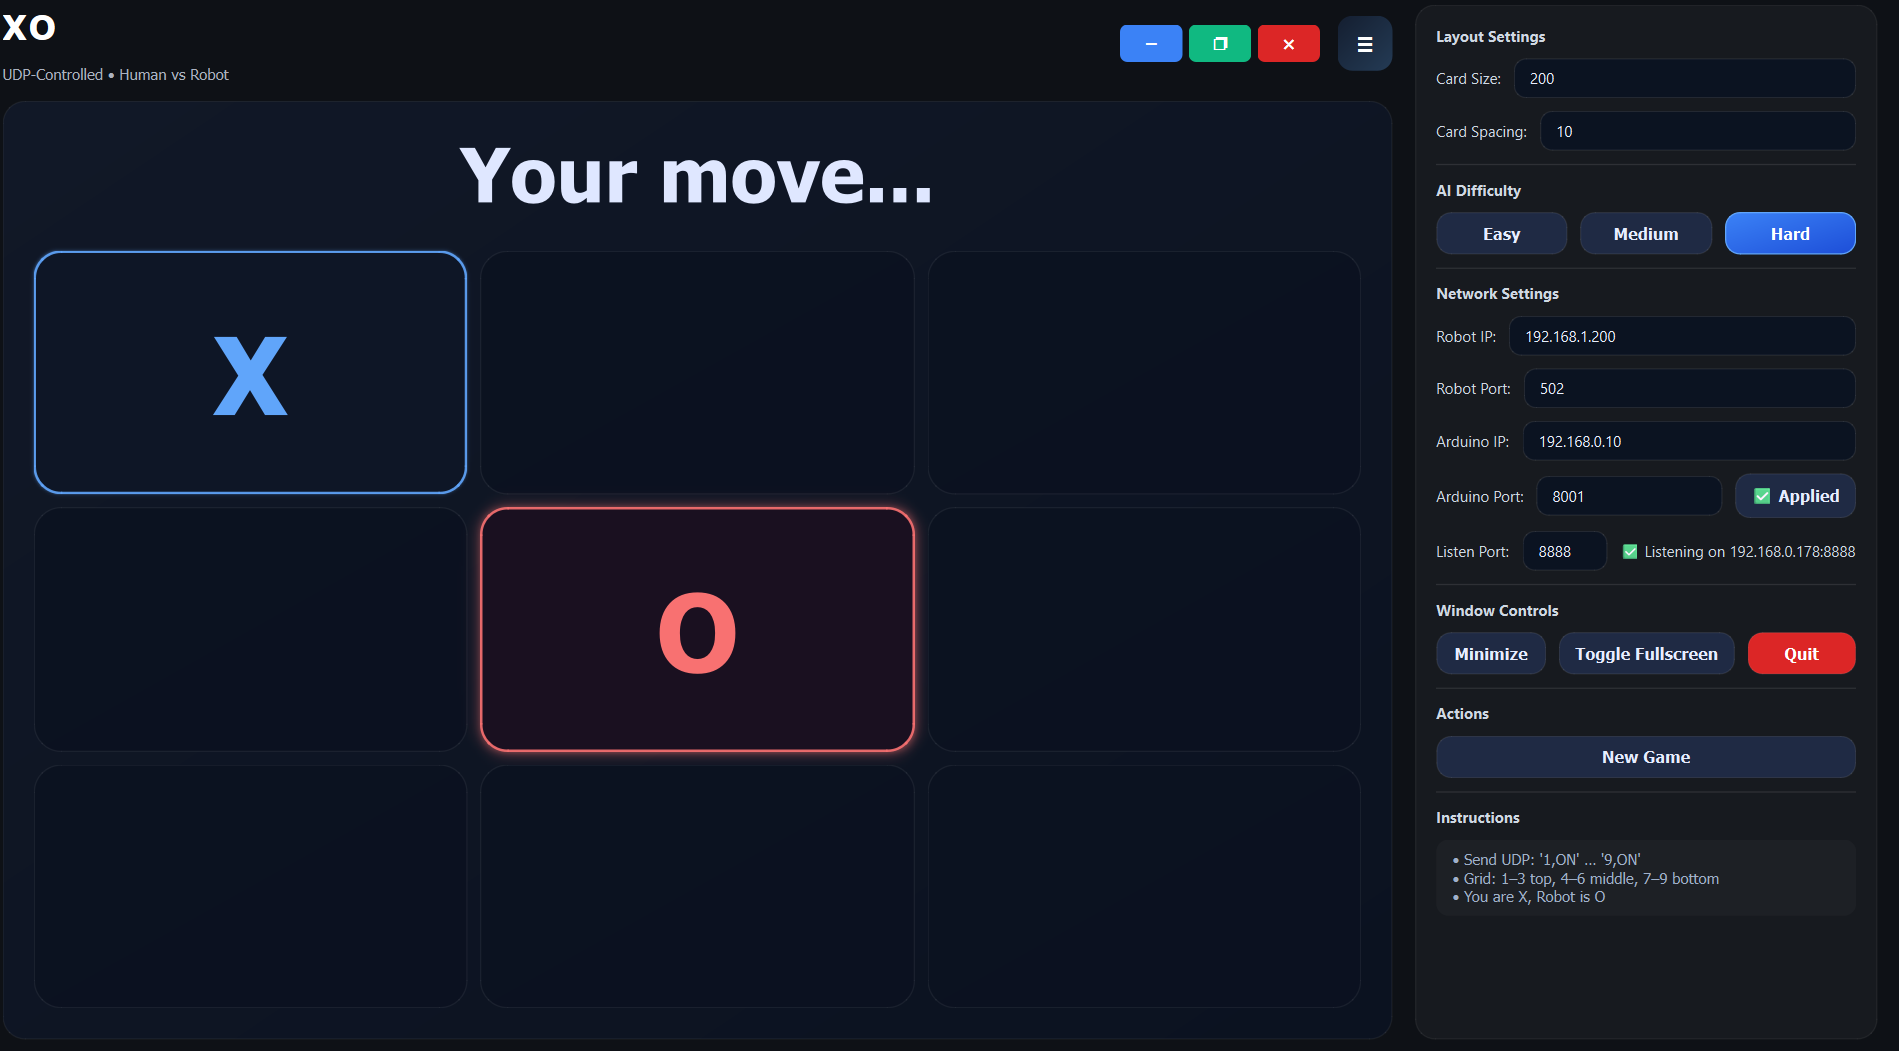 XO
UDP-Controlled • Human vs Robot
Your move...
X
O
Layout Settings
Card Size: 200
Card Spacing: 10
AI Difficulty
Easy Medium Hard
Network Settings
Robot IP: 192.168.1.200
Robot Port: 502
Arduino IP: 192.168.0.10
Arduino Port: 8001 ✅ Applied
Listen Port: 8888 ✅ Listening on 192.168.0.178:8888
Window Controls
Minimize Toggle Fullscreen Quit
Actions
New Game
Instructions
• Send UDP: '1,ON' ... '9,ON'
• Grid: 1–3 top, 4–6 middle, 7–9 bottom
• You are X, Robot is O